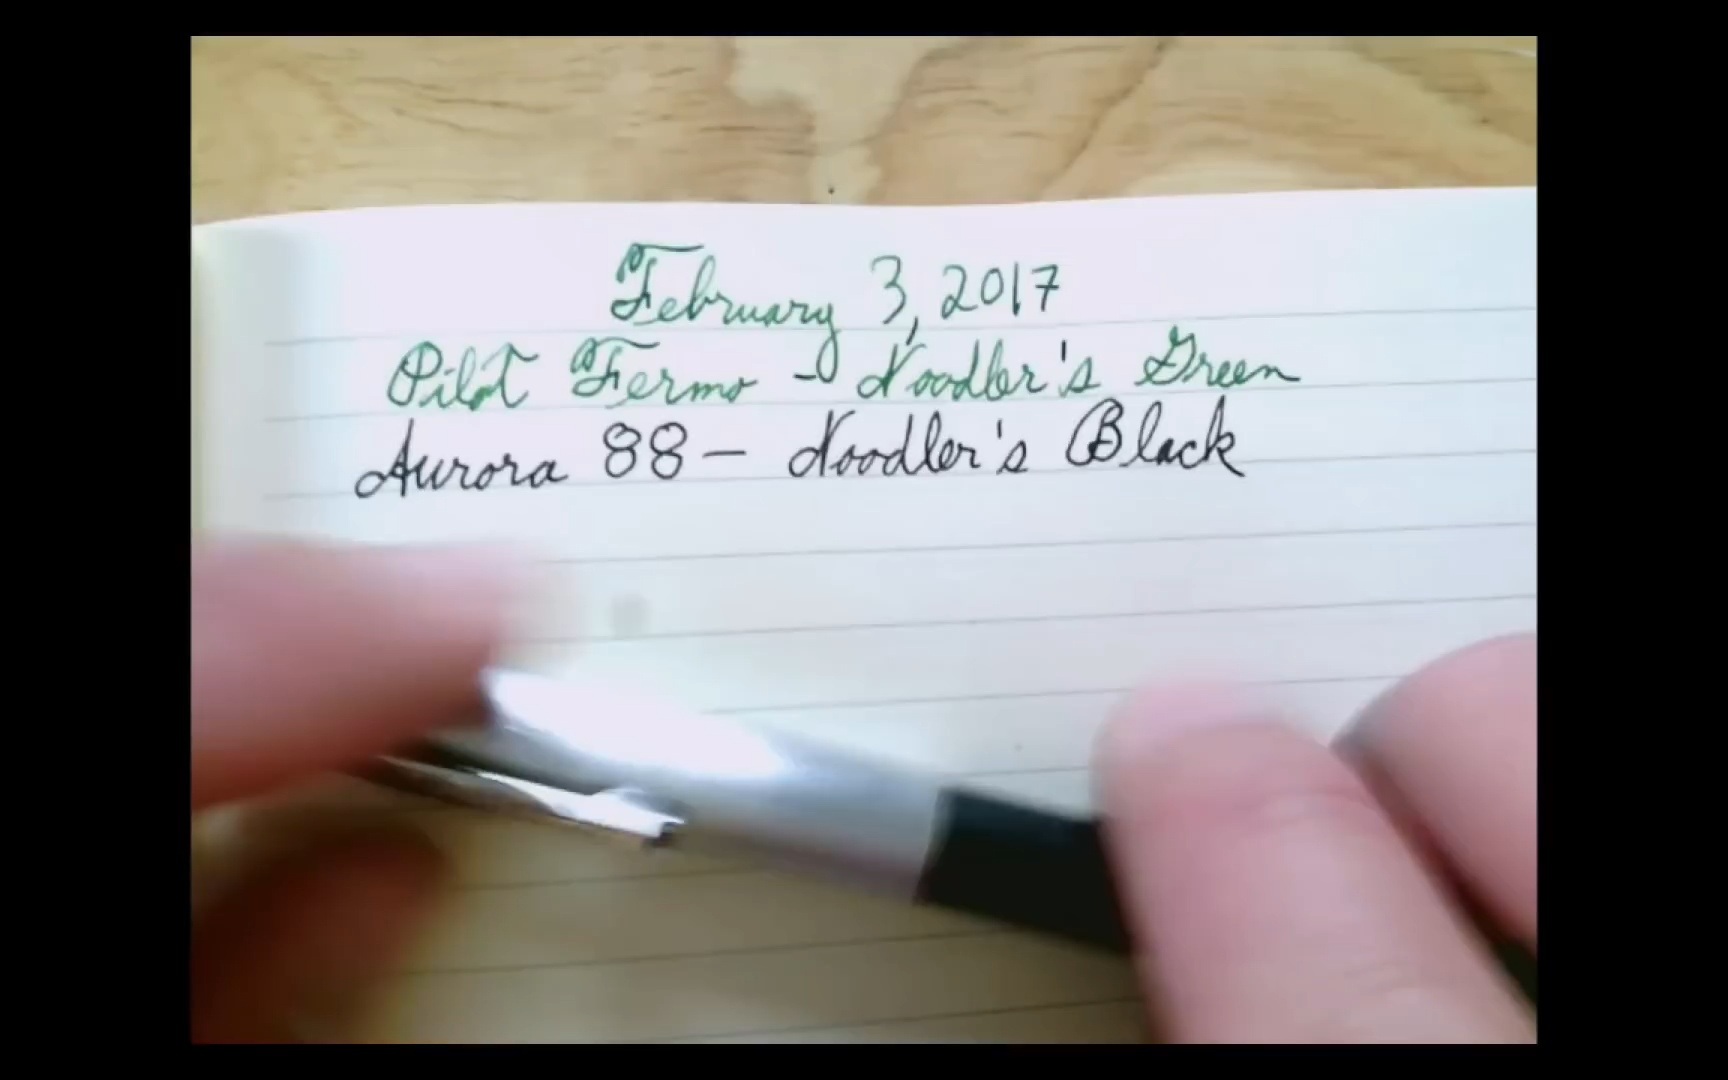 February 3, 2017
Pilot Fermo - Noodler's Green
Aurora 88 - Noodler's Black